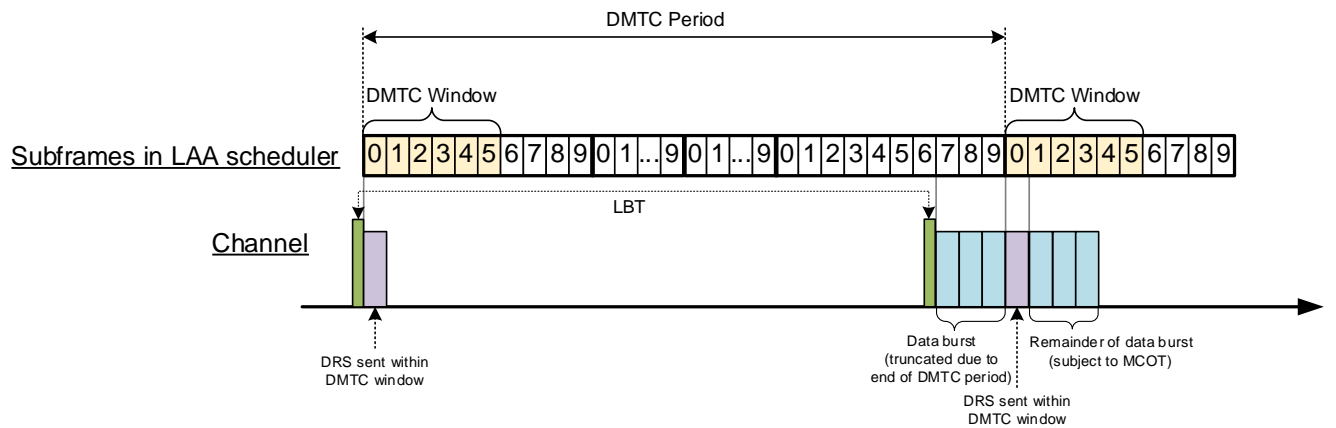 DMTC Period
DMTC Window
DMTC Window
Subframes in LAA scheduler
0 1 2 3 4 5 6 7 8 9 0 1 ... 9 0 1 ... 9 0 1 2 3 4 5 6 7 8 9 0 1 2 3 4 5 6 7 8 9
LBT
Channel
DRS sent within
DMTC window
Data burst
(truncated due to
end of DMTC period)
Remainder of data burst
(subject to MCOT)
DRS sent within
DMTC window